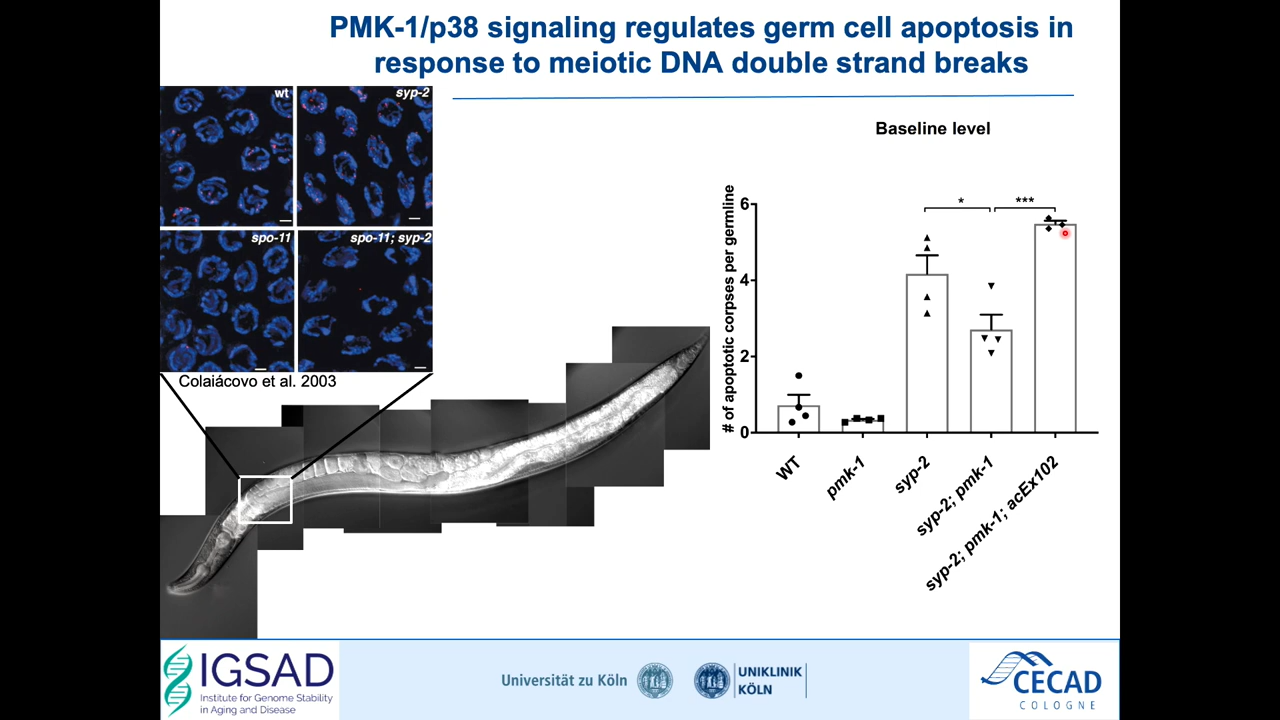 PMK-1/p38 signaling regulates germ cell apoptosis in
response to meiotic DNA double strand breaks
wt
syp-2
spo-11
spo-11; syp-2
Colaiácovo et al. 2003
Baseline level
# of apoptotic corpses per germline
6
4
2
0
*
***
WT
pmk-1
syp-2
syp-2; pmk-1
syp-2; pmk-1; acEx102
IGSAD
Institute for Genome Stability
in Aging and Disease
Universität zu Köln
UNIKLINIK
KÖLN
CECAD
COLOGNE